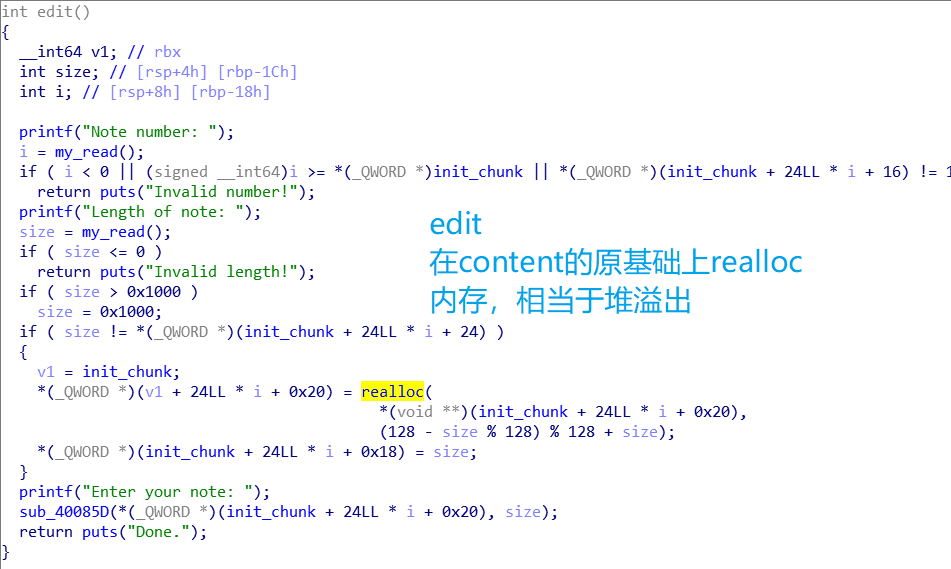 int edit()
{
__int64 v1; // rbx
int size; // [rsp+4h] [rbp-1Ch]
int i; // [rsp+8h] [rbp-18h]
printf("Note number: ");
i = my_read();
if ( i < 0 || (signed __int64)i >= *(_QWORD *)init_chunk || *(_QWORD *)(init_chunk + 24LL * i + 16) != 1
return puts("Invalid number!");
printf("Length of note: ");
size = my_read();
if ( size <= 0 )
return puts("Invalid length!");
if ( size > 0x1000 )
size = 0x1000;
if ( size != *(_QWORD *)(init_chunk + 24LL * i + 24) )
{
v1 = init_chunk;
*(_QWORD *)(v1 + 24LL * i + 0x20) = realloc(
*(void **)(init_chunk + 24LL * i + 0x20),
(128 - size % 128) % 128 + size);
*(_QWORD *)(init_chunk + 24LL * i + 0x18) = size;
}
printf("Enter your note: ");
sub_40085D(*(_QWORD *)(init_chunk + 24LL * i + 0x20), size);
return puts("Done.");
}
edit
在content的原基础上realloc
内存，相当于堆溢出